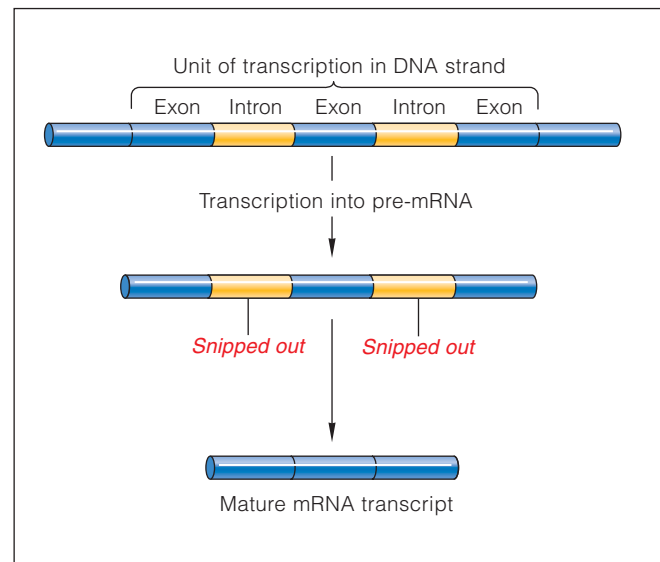 Unit of transcription in DNA strand
Exon Intron Exon Intron Exon
Transcription into pre-mRNA
Snipped out Snipped out
Mature mRNA transcript